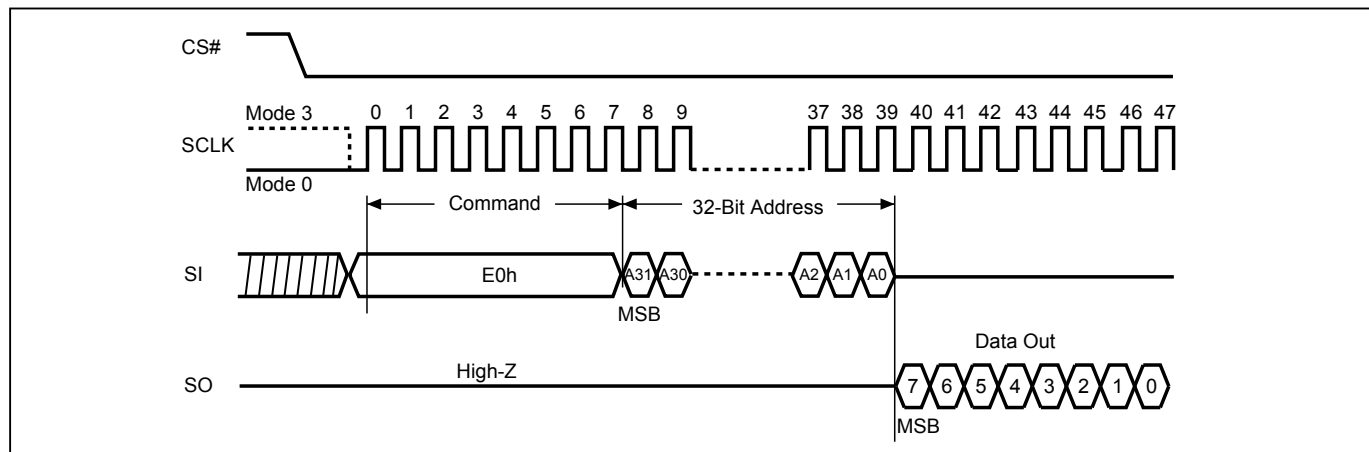 CS#
Mode 3
0 1 2 3 4 5 6 7 8 9 37 38 39 40 41 42 43 44 45 46 47
SCLK
Mode 0
Command 32-Bit Address
SI E0h A31 A30 A2 A1 A0
MSB
Data Out
High-Z
SO 7 6 5 4 3 2 1 0
MSB